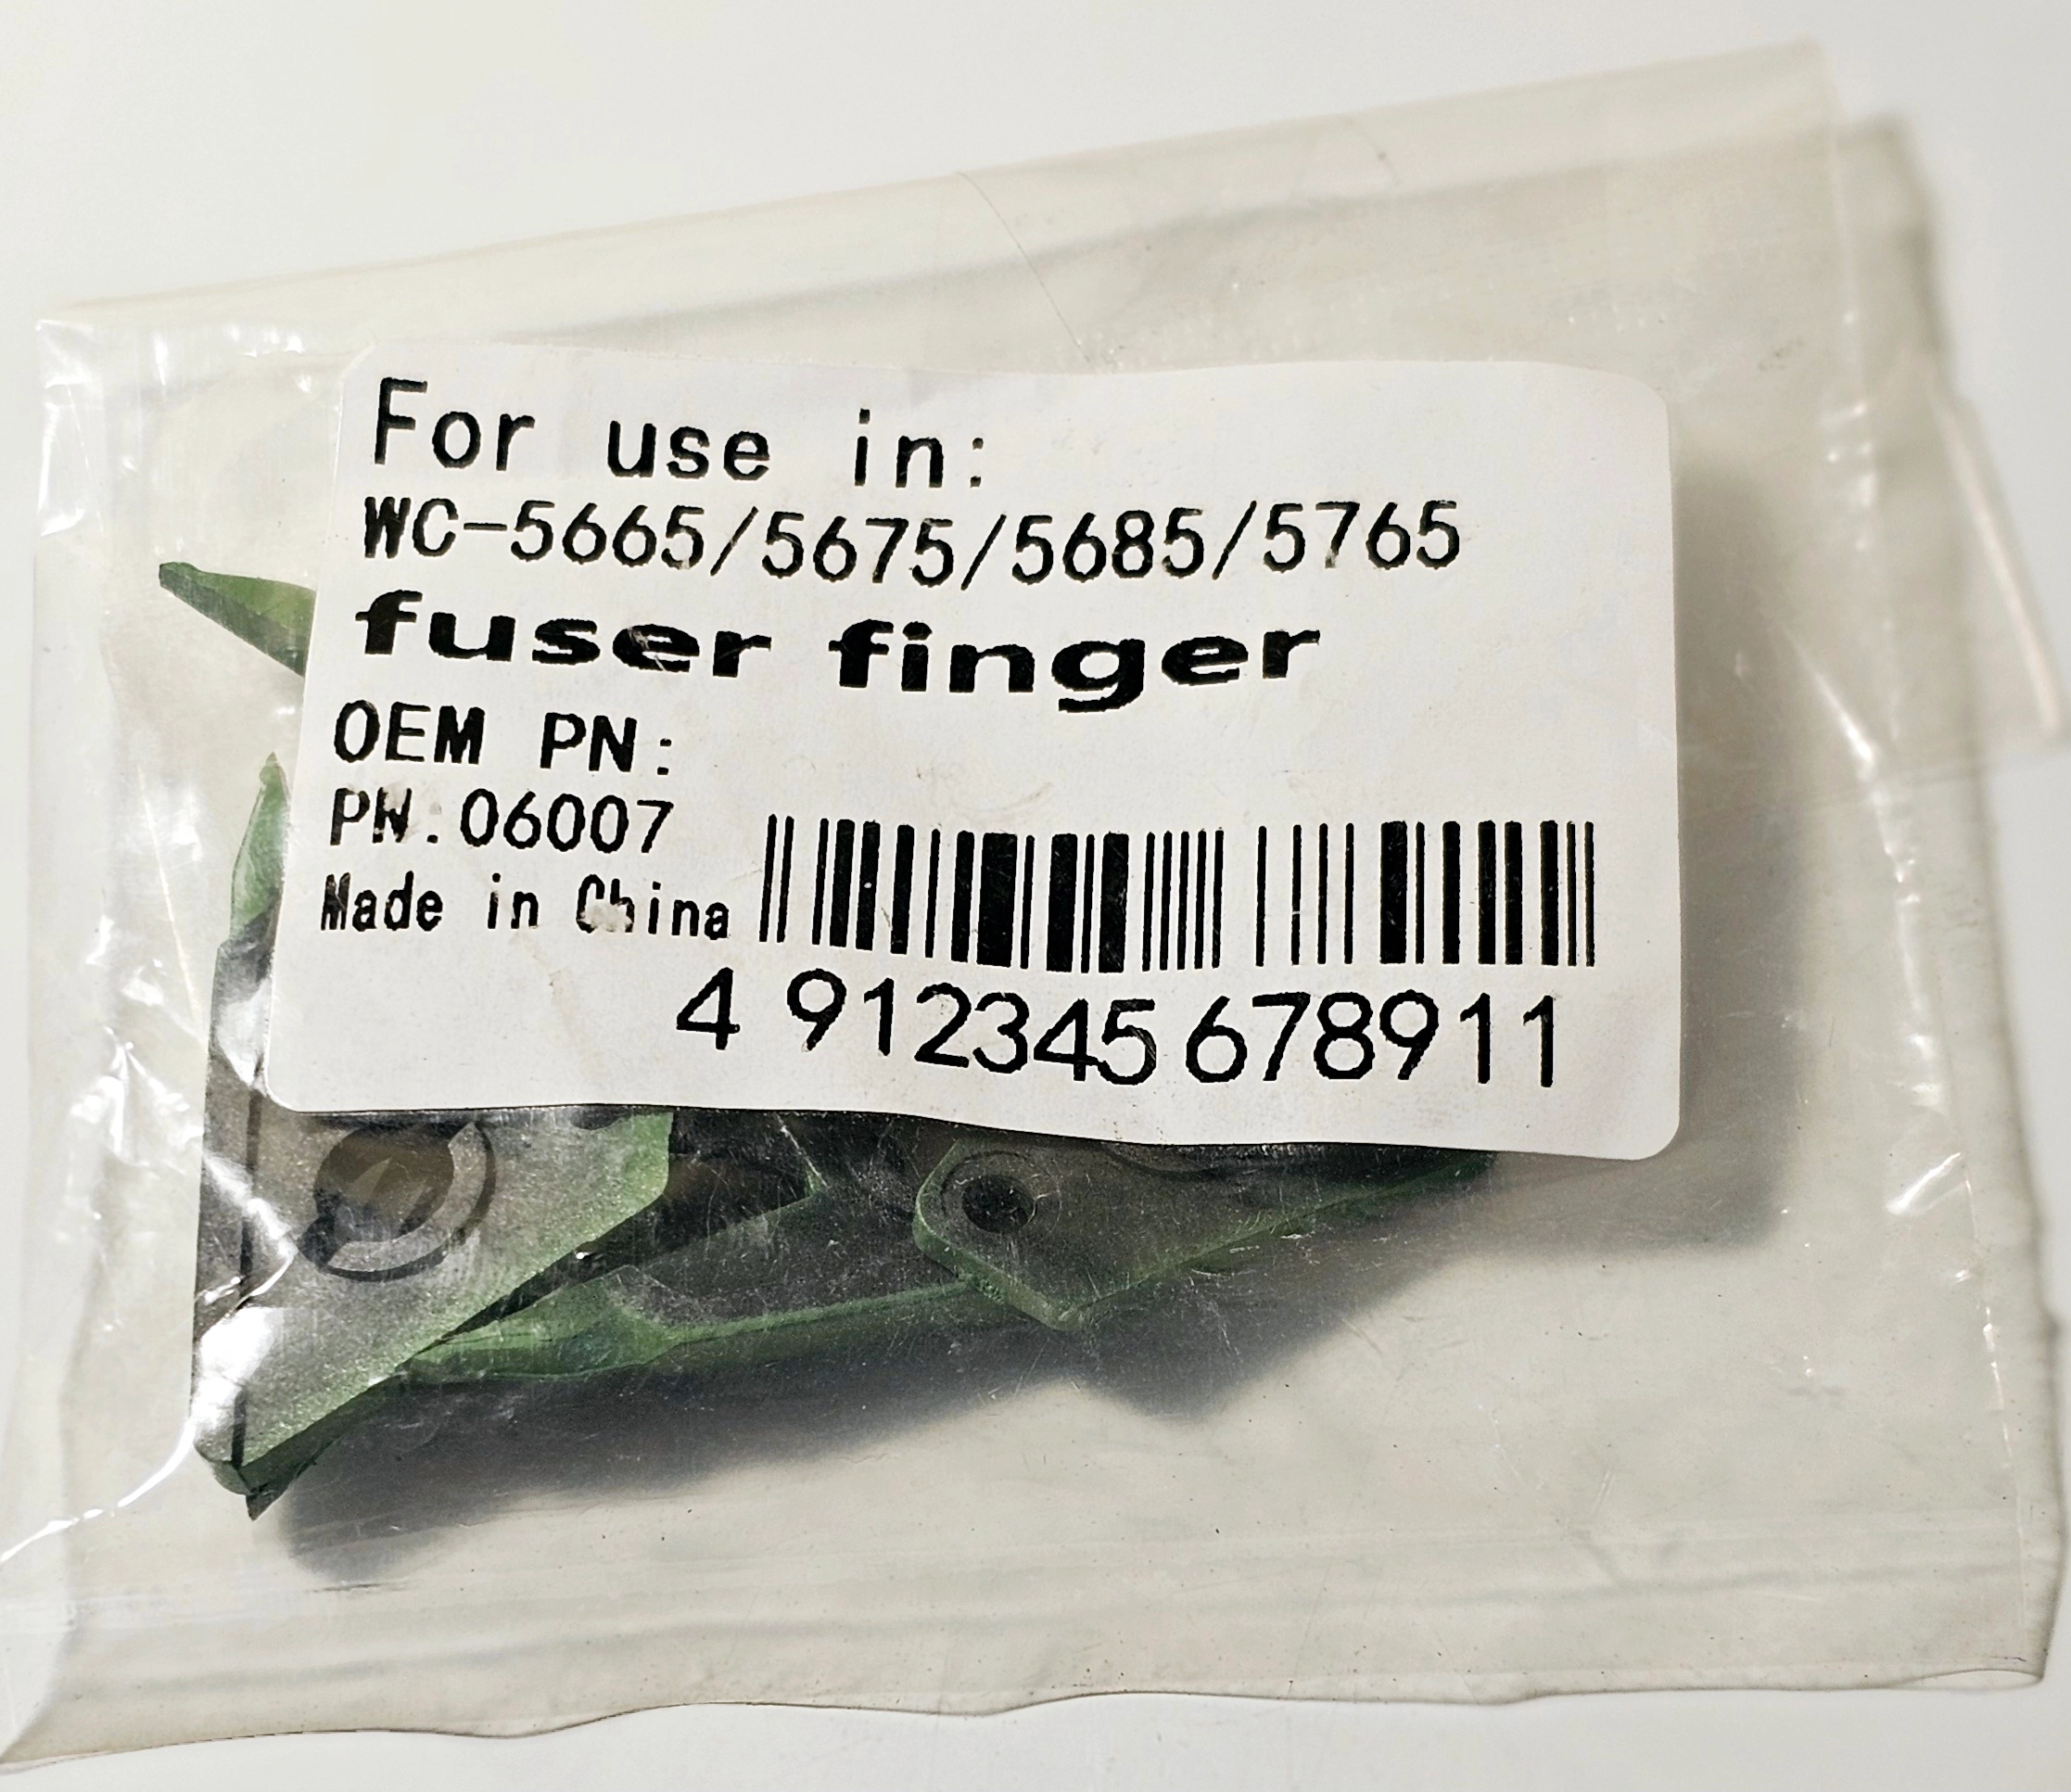 For use in:
WC-5665/5675/5685/5765
fuser finger
OEM PN:
PN.06007
Made in China
4 912345 678911